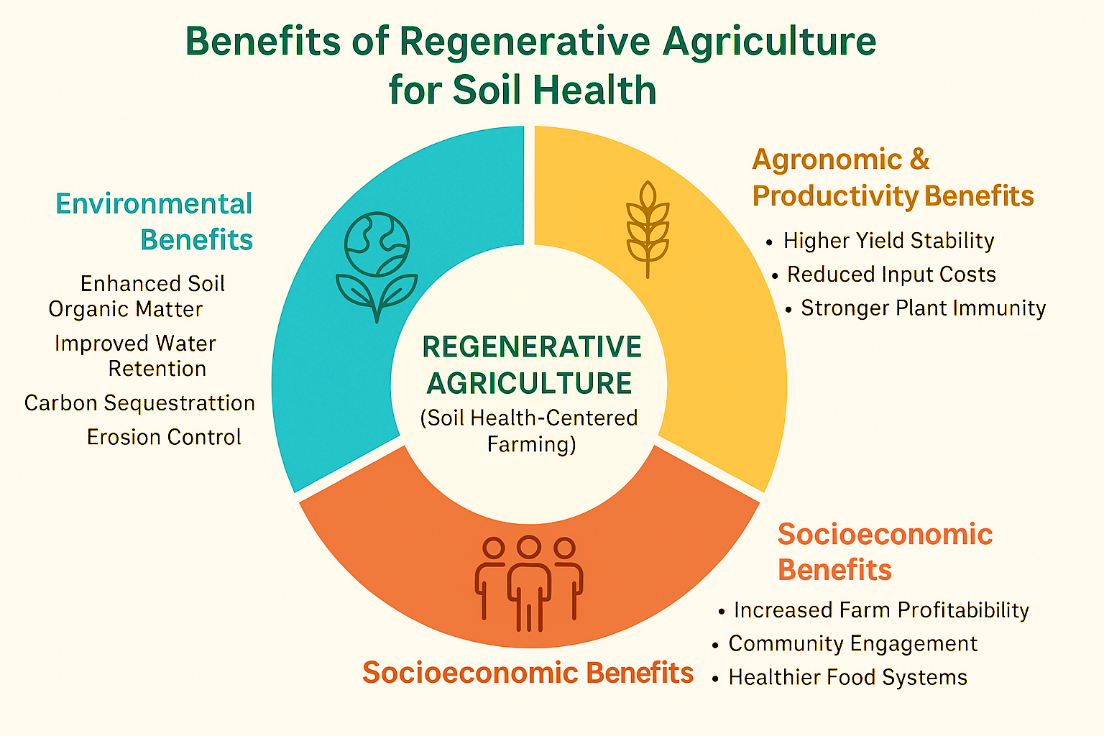 Benefits of Regenerative Agriculture
for Soil Health
Environmental
Benefits
Enhanced Soil
Organic Matter
Improved Water
Retention
Carbon Sequestrattion
Erosion Control
Agronomic &
Productivity Benefits
• Higher Yield Stability
• Reduced Input Costs
• Stronger Plant Immunity
REGENERATIVE
AGRICULTURE
(Soil Health-Centered
Farming)
Socioeconomic
Benefits
• Increased Farm Profitabibility
• Community Engagement
• Healthier Food Systems
Socioeconomic Benefits